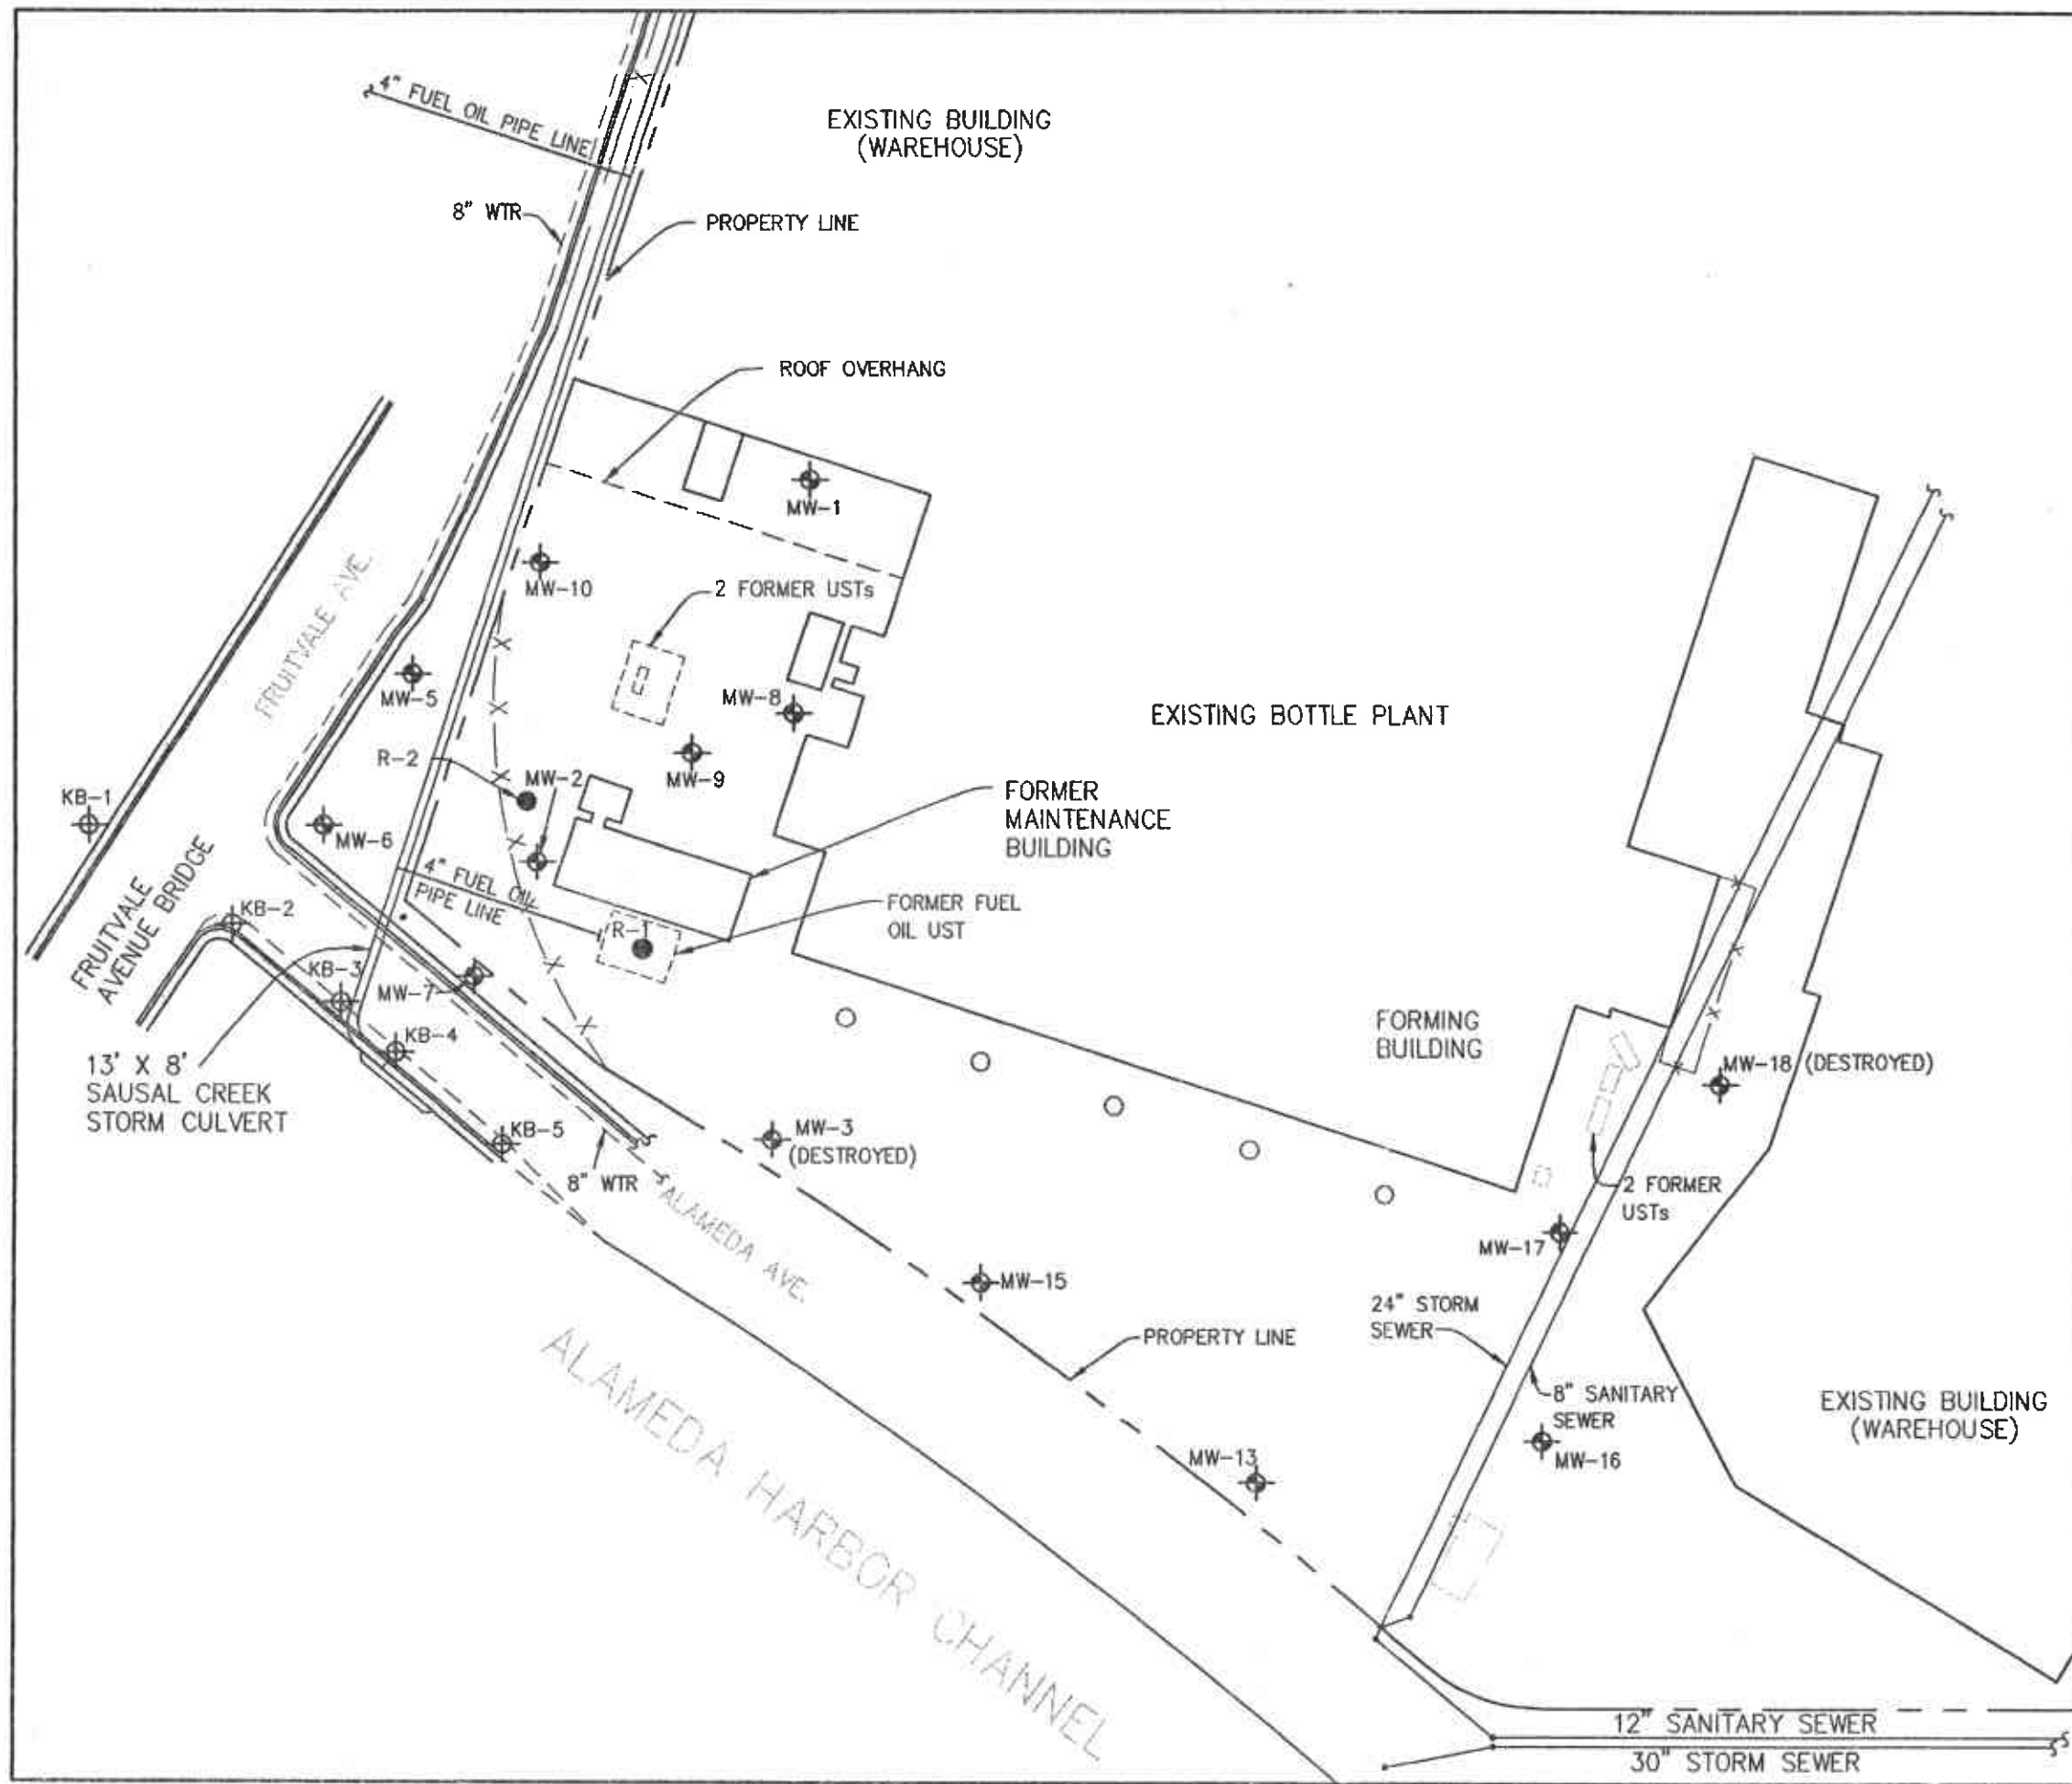 4" FUEL OIL PIPE LINE
EXISTING BUILDING
(WAREHOUSE)
8" WTR
PROPERTY LINE
ROOF OVERHANG
MW-1
FRUITVALE AVE.
MW-10
2 FORMER USTs
MW-5
MW-8
EXISTING BOTTLE PLANT
R-2
MW-2
MW-9
KB-1
MW-6
FORMER
MAINTENANCE
BUILDING
FRUITVALE
AVENUE BRIDGE
4" FUEL OIL
PIPE LINE
KB-2
FORMER FUEL
OIL UST
R-1
KB-3
MW-7
KB-4
FORMING
BUILDING
13' X 8'
SAUSAL CREEK
STORM CULVERT
MW-18 (DESTROYED)
KB-5
MW-3
(DESTROYED)
8" WTR
ALAMEDA AVE.
2 FORMER
USTs
MW-17
MW-15
24" STORM
SEWER
PROPERTY LINE
8" SANITARY
SEWER
EXISTING BUILDING
(WAREHOUSE)
MW-13
MW-16
ALAMEDA HARBOR CHANNEL
12" SANITARY SEWER
30" STORM SEWER